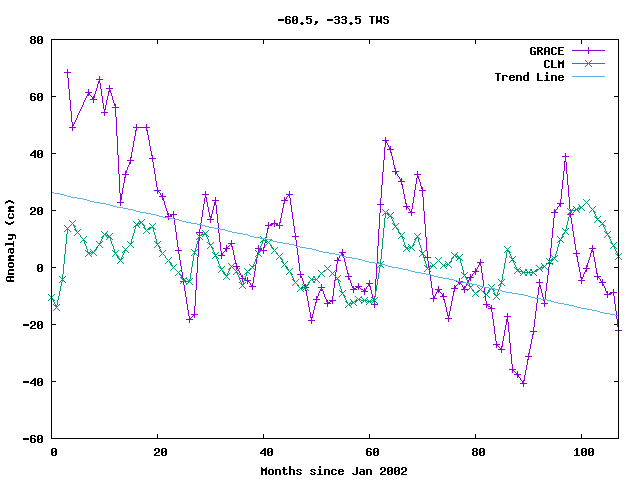 -60.5, -33.5 TWS
GRACE
CLM
Trend Line
80
60
40
20
0
-20
-40
-60
Anomaly (cm)
0 20 40 60 80 100
Months since Jan 2002